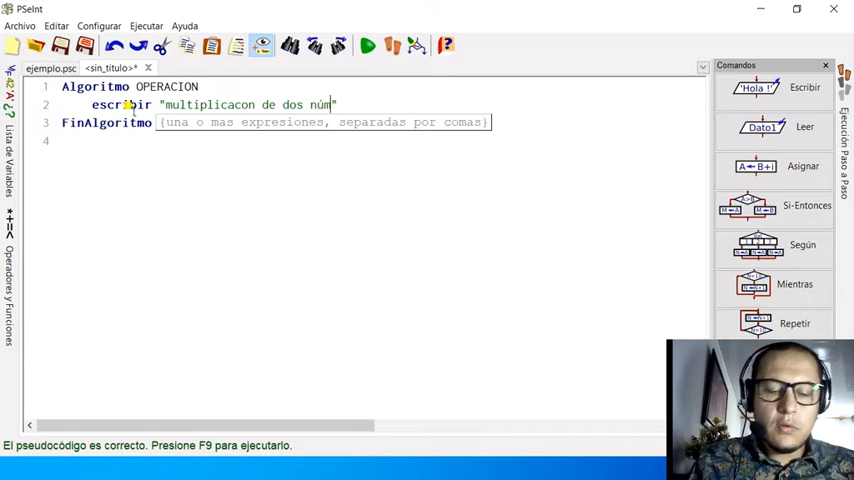 PSeInt
Archivo Editar Configurar Ejecutar Ayuda
ejemplo.psc <sin_titulo>*
1 Algoritmo OPERACION
2 escribir "multiplicacon de dos núm"
3 FinAlgoritmo {una o mas expresiones, separadas por comas}
4
Lista de Variables
Operadores y Funciones
Comandos
'Hola !' Escribir
Dato1 Leer
A B+i Asignar
A>B Si-Entonces
Según
Mientras
Repetir
Ejecución Paso a Paso
El pseudocódigo es correcto. Presione F9 para ejecutarlo.